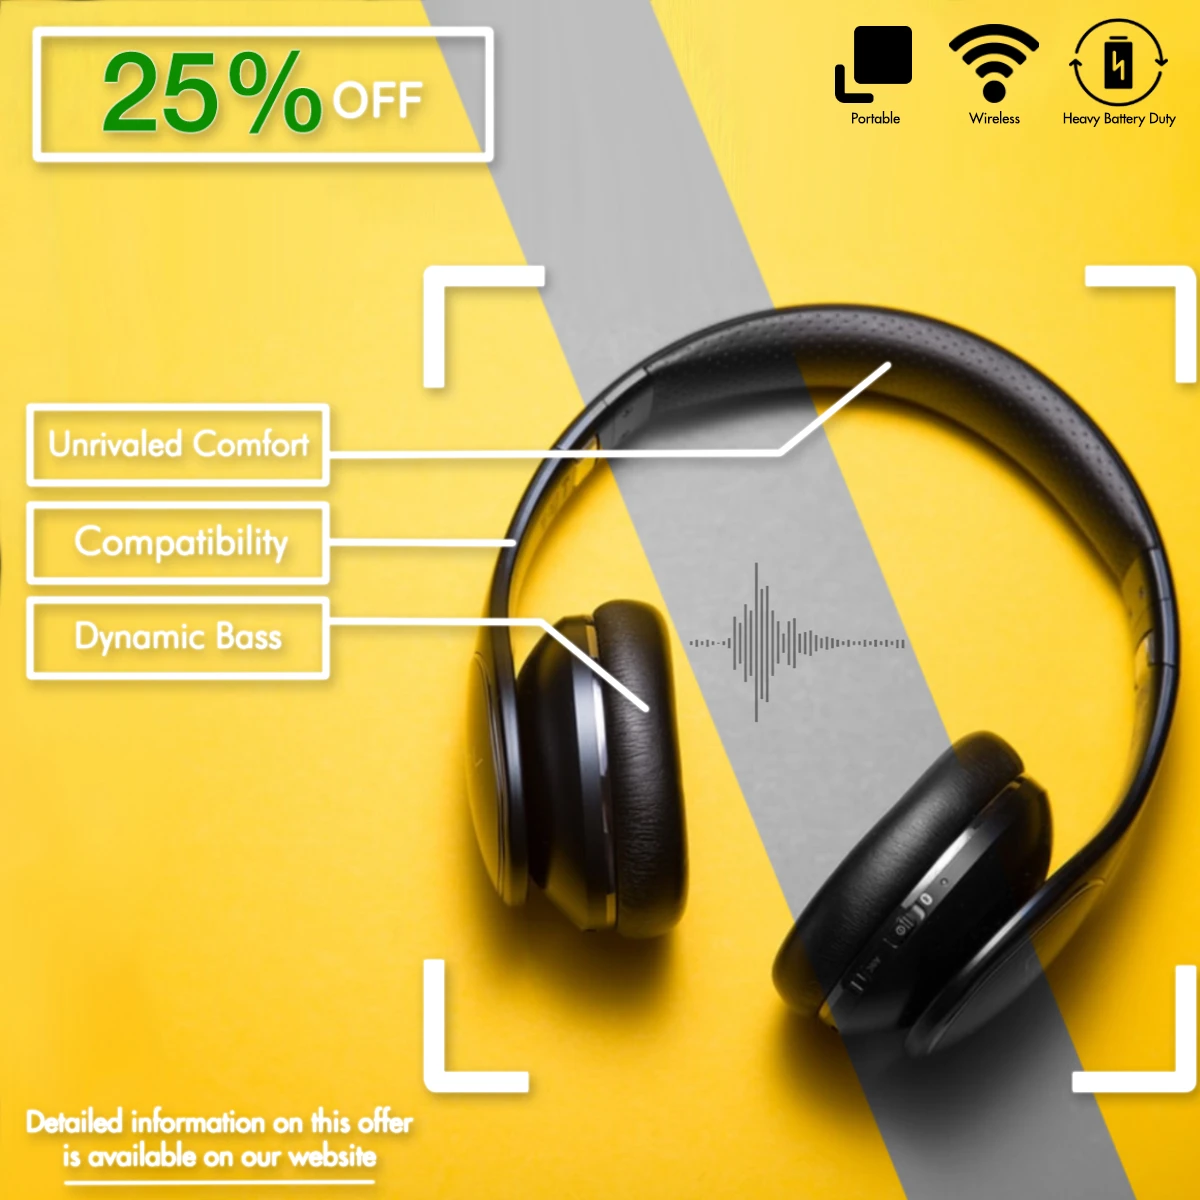 25% OFF
Portable
Wireless
Heavy Battery Duty
Unrivaled Comfort
Compatibility
Dynamic Bass
Detailed information on this offer
is available on our website